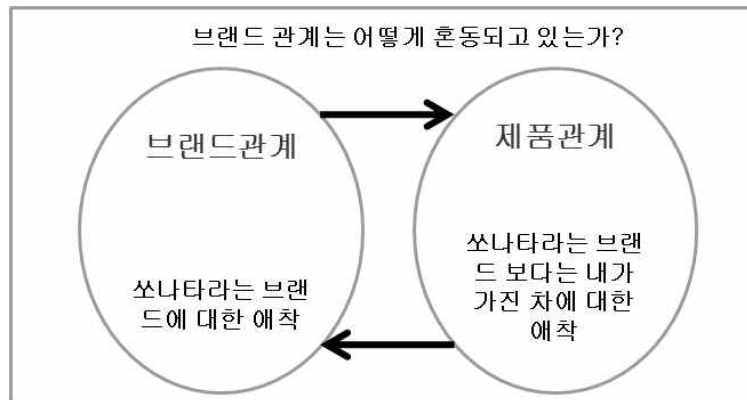 브랜드 관계는 어떻게 혼동되고 있는가?
브랜드관계
쏘나타라는 브랜
드에 대한 애착
제품관계
쏘나타라는 브랜
드 보다는 내가
가진 차에 대한
애착